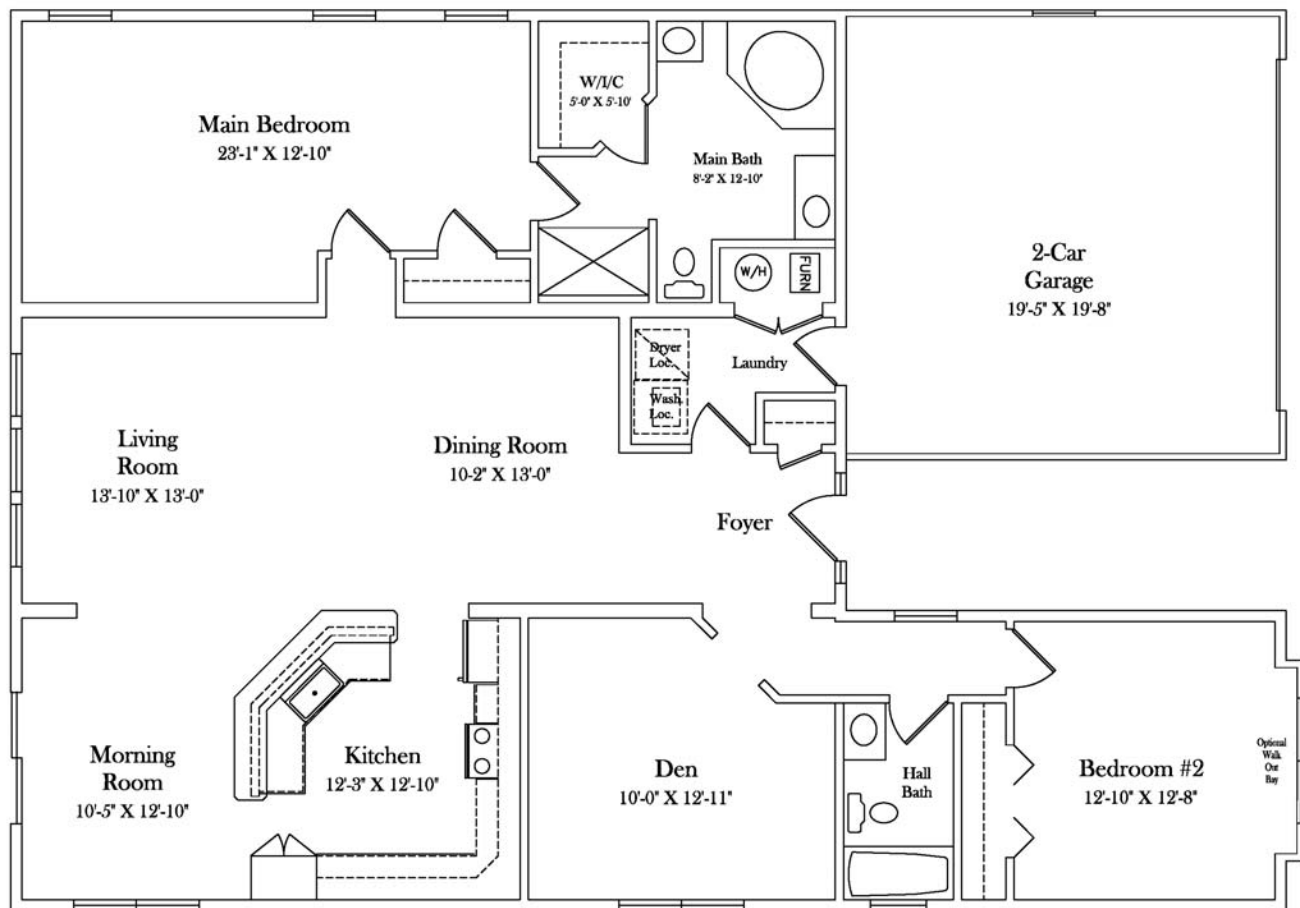 Main Bedroom
23'-1" X 12'-10"
W/I/C
5'-0" X 5'-10'
Main Bath
8'-2" X 12-10"
W/H
FURN
2-Car
Garage
19'-5" X 19'-8"
Dryer
Loc.
Laundry
Wash.
Loc.
Living
Room
13'-10" X 13'-0"
Dining Room
10'-2" X 13'-0"
Foyer
Morning
Room
10'-5" X 12'-10"
Kitchen
12'-3" X 12'-10"
Den
10'-0" X 12'-11"
Hall
Bath
Bedroom #2
12'-10" X 12'-8"
Optional
Walk
Out
Bay